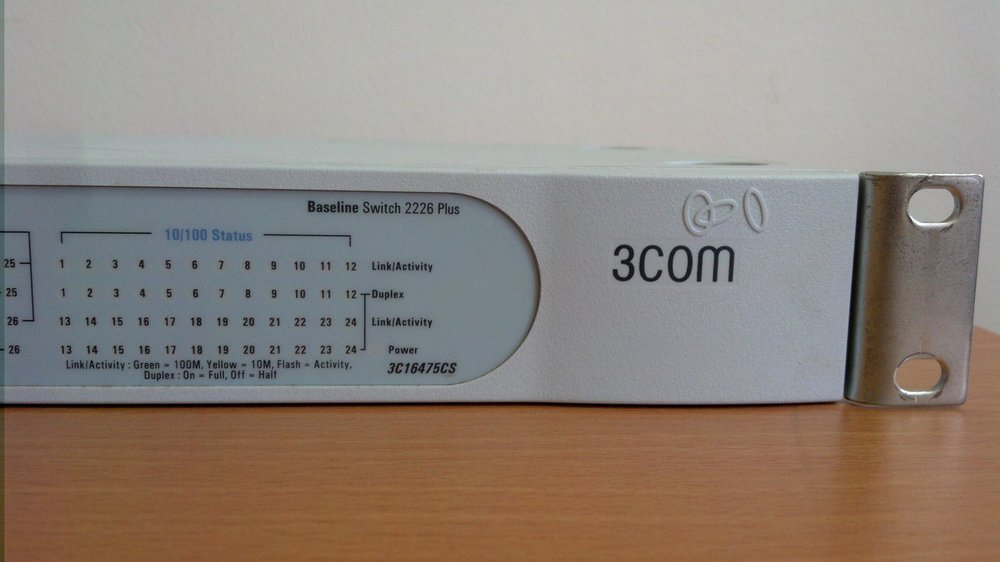 Baseline Switch 2226 Plus
10/100 Status
25 1 2 3 4 5 6 7 8 9 10 11 12 Link/Activity
25 1 2 3 4 5 6 7 8 9 10 11 12 Duplex
26 13 14 15 16 17 18 19 20 21 22 23 24 Link/Activity
26 13 14 15 16 17 18 19 20 21 22 23 24 Power
Link/Activity : Green = 100M, Yellow = 10M, Flash = Activity,
Duplex : On = Full, Off = Half
3C16475CS
3COM